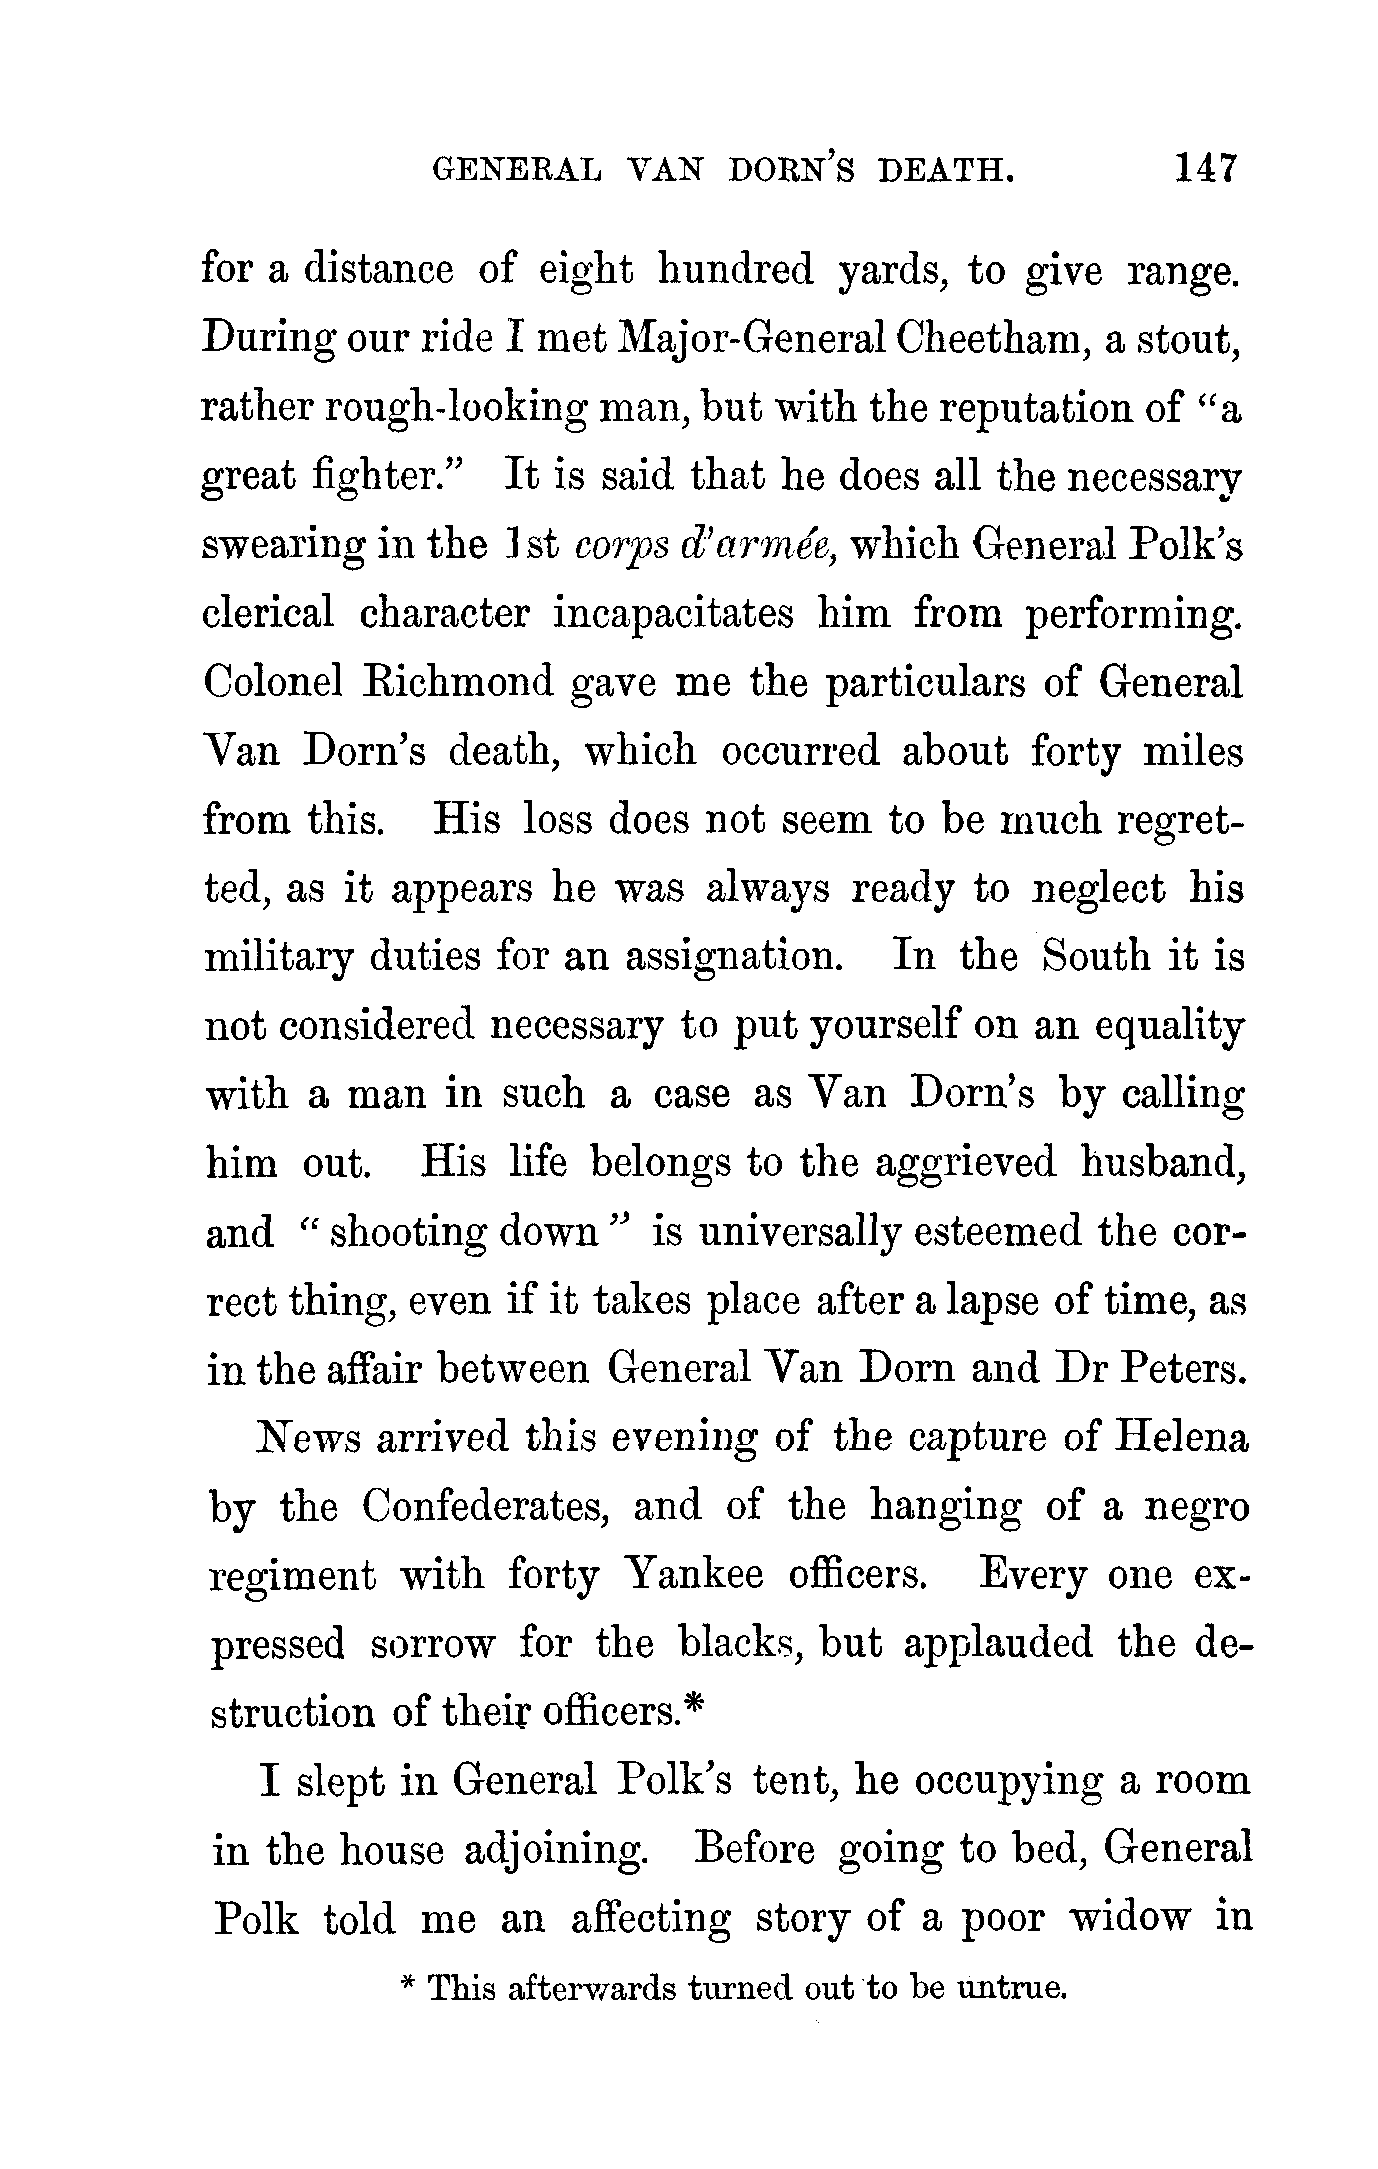 GENERAL VAN DORN'S DEATH. 147
for a distance of eight hundred yards, to give range.
During our ride I met Major-General Cheetham, a stout,
rather rough-looking man, but with the reputation of “a
great fighter.” It is said that he does all the necessary
swearing in the 1st corps d'armée, which General Polk's
clerical character incapacitates him from performing.
Colonel Richmond gave me the particulars of General
Van Dorn's death, which occurred about forty miles
from this. His loss does not seem to be much regret-
ted, as it appears he was always ready to neglect his
military duties for an assignation. In the South it is
not considered necessary to put yourself on an equality
with a man in such a case as Van Dorn's by calling
him out. His life belongs to the aggrieved husband,
and “shooting down” is universally esteemed the cor-
rect thing, even if it takes place after a lapse of time, as
in the affair between General Van Dorn and Dr Peters.
News arrived this evening of the capture of Helena
by the Confederates, and of the hanging of a negro
regiment with forty Yankee officers. Every one ex-
pressed sorrow for the blacks, but applauded the de-
struction of their officers.*
I slept in General Polk's tent, he occupying a room
in the house adjoining. Before going to bed, General
Polk told me an affecting story of a poor widow in
* This afterwards turned out to be untrue.